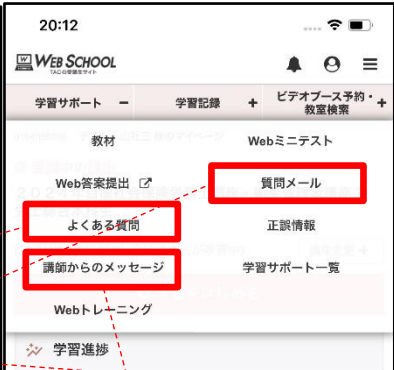 20:12
WEB SCHOOL
TACの受講生サイト
学習サポート − 学習記録 + ビデオブース予約・教室検索 +
教材 Webミニテスト
Web答案提出 質問メール
よくある質問 正誤情報
講師からのメッセージ 学習サポート一覧
Webトレーニング
学習進捗